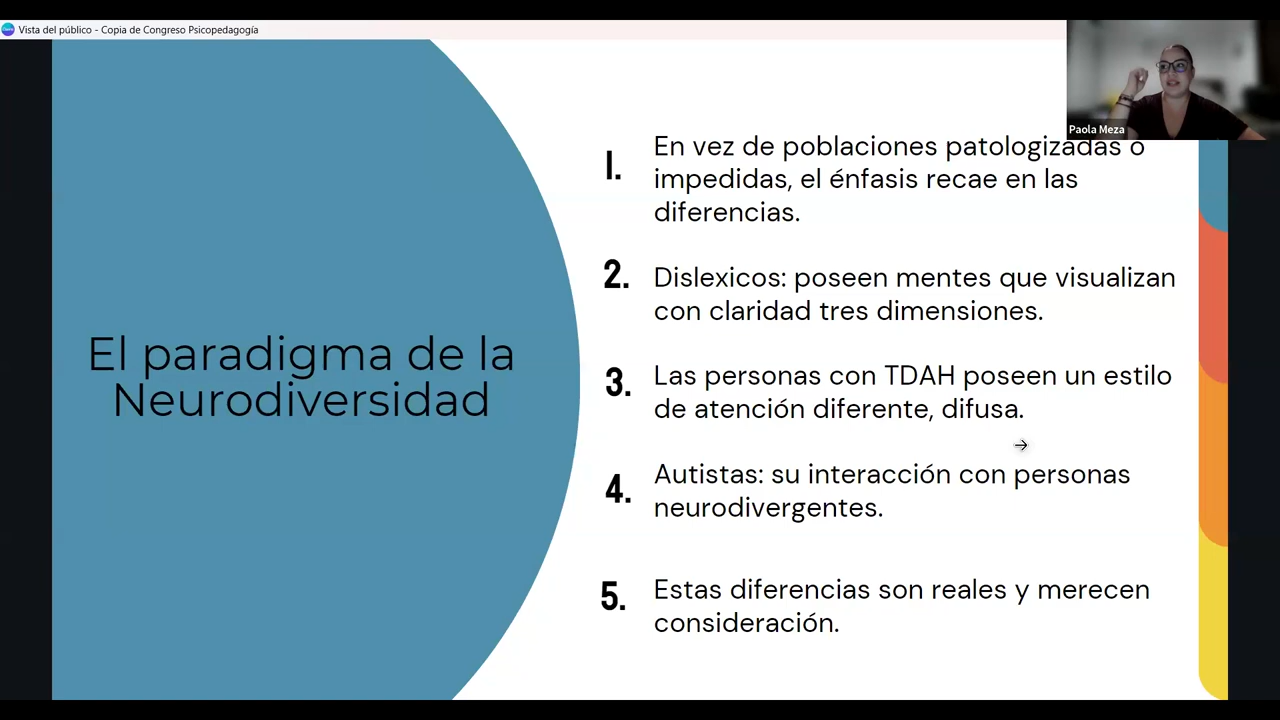 Vista del público - Copia de Congreso Psicopedagogía
Paola Meza
El paradigma de la
Neurodiversidad
1. En vez de poblaciones patologizadas o
impedidas, el énfasis recae en las
diferencias.
2. Dislexicos: poseen mentes que visualizan
con claridad tres dimensiones.
3. Las personas con TDAH poseen un estilo
de atención diferente, difusa.
4. Autistas: su interacción con personas
neurodivergentes.
5. Estas diferencias son reales y merecen
consideración.